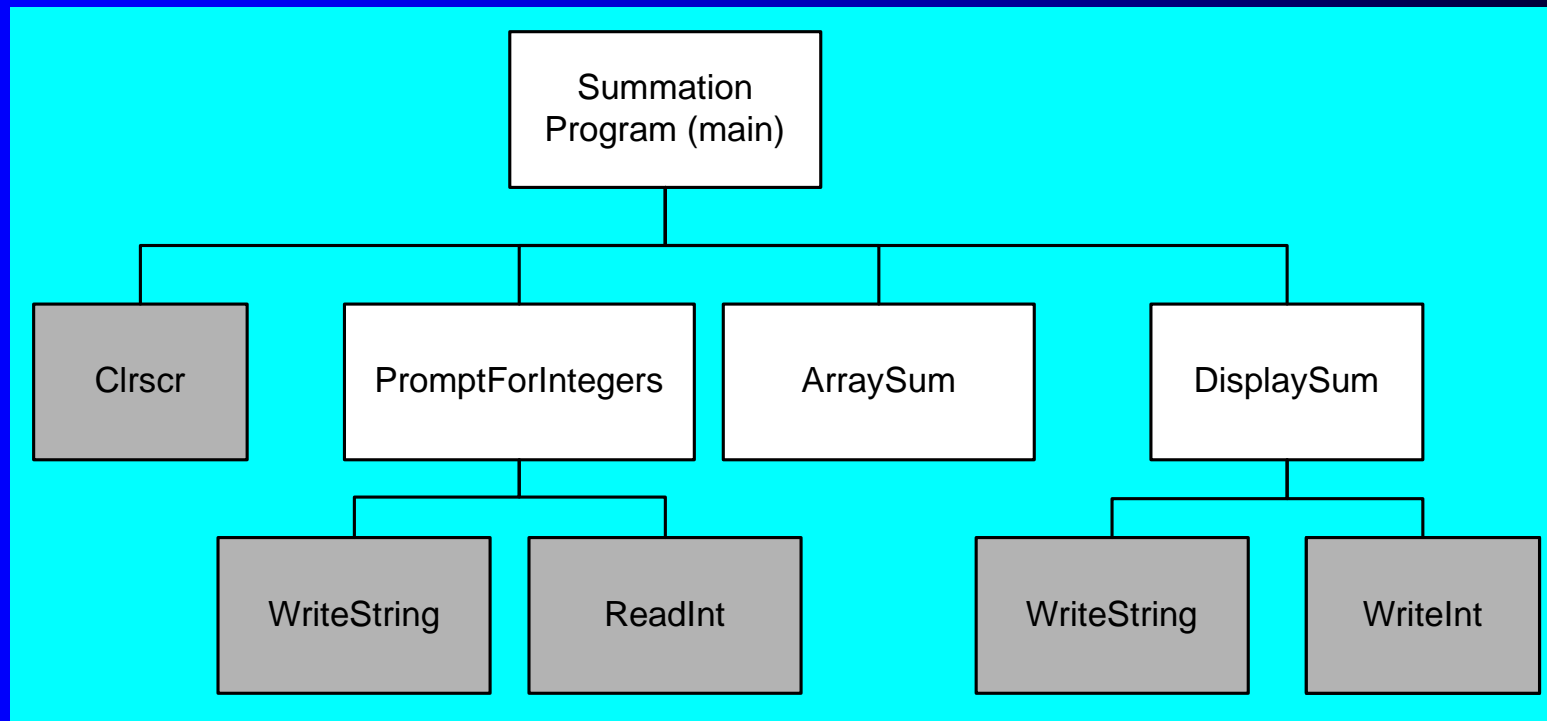 Summation
Program (main)
Clrscr
PromptForIntegers
ArraySum
DisplaySum
WriteString
ReadInt
WriteString
WriteInt